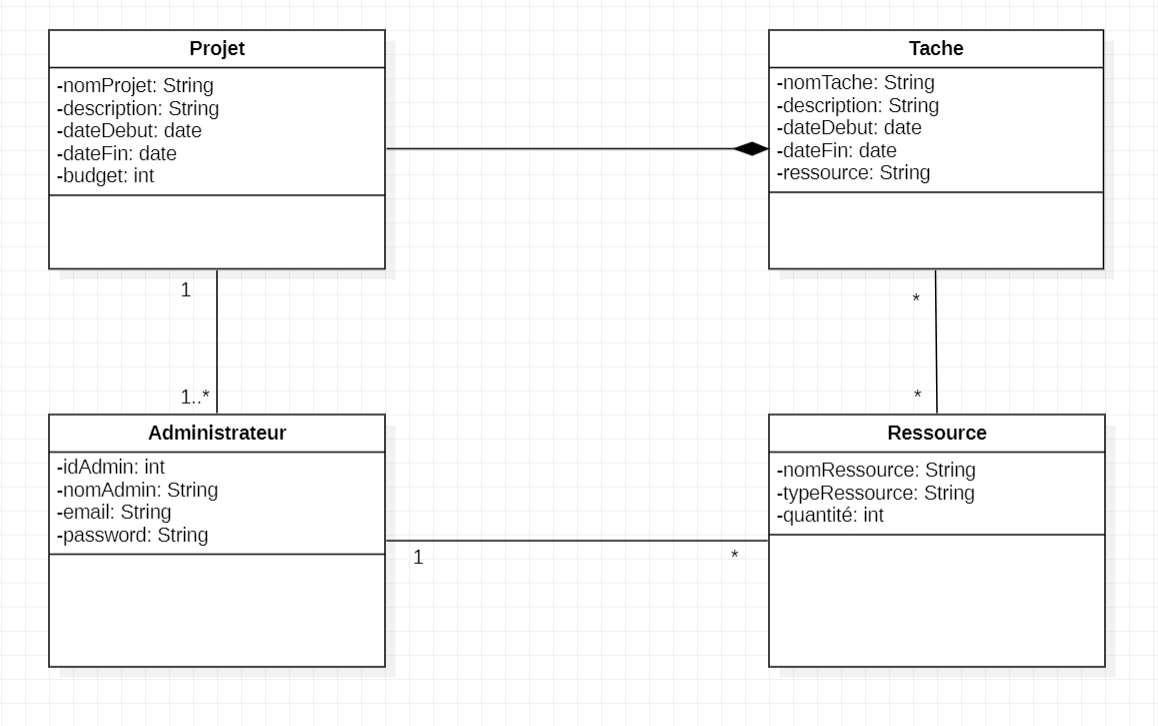 Projet
-nomProjet: String
-description: String
-dateDebut: date
-dateFin: date
-budget: int
Tache
-nomTache: String
-description: String
-dateDebut: date
-dateFin: date
-ressource: String
1
1..*
*
*
Administrateur
-idAdmin: int
-nomAdmin: String
-email: String
-password: String
1
*
Ressource
-nomRessource: String
-typeRessource: String
-quantité: int